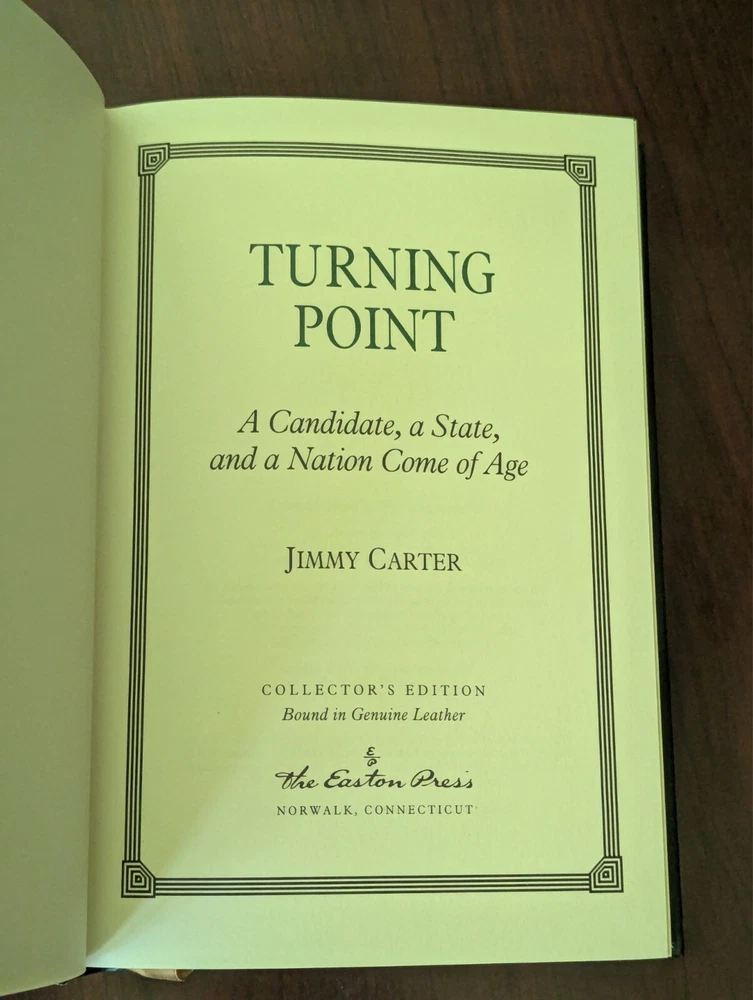 TURNING
POINT
A Candidate, a State,
and a Nation Come of Age
JIMMY CARTER
COLLECTOR'S EDITION
Bound in Genuine Leather
E
P
The Easton Press
NORWALK, CONNECTICUT